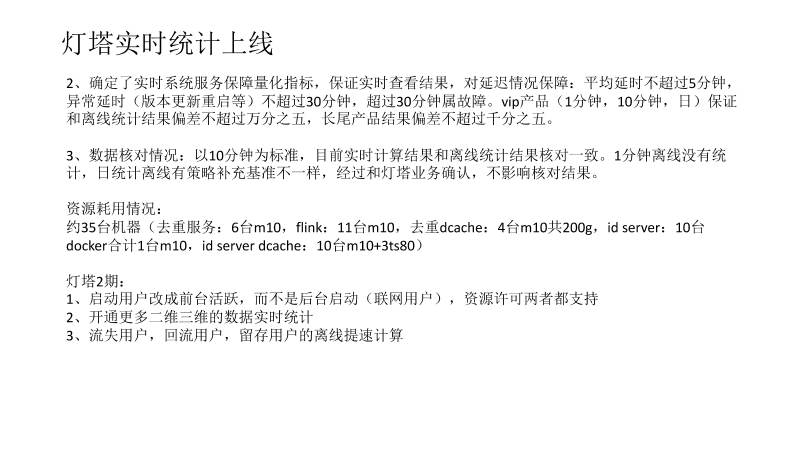 灯塔实时统计上线
2、确定了实时系统服务保障量化指标，保证实时查看结果，对延迟情况保障：平均延时不超过5分钟，
异常延时（版本更新重启等）不超过30分钟，超过30分钟属故障。vip产品（1分钟，10分钟，日）保证
和离线统计结果偏差不超过万分之五，长尾产品结果偏差不超过千分之五。
3、数据核对情况：以10分钟为标准，目前实时计算结果和离线统计结果核对一致。1分钟离线没有统
计，日统计离线有策略补充基准不一样，经过和灯塔业务确认，不影响核对结果。
资源耗用情况：
约35台机器（去重服务：6台m10，flink：11台m10，去重dcache：4台m10共200g，id server：10台
docker合计1台m10，id server dcache：10台m10+3ts80）
灯塔2期：
1、启动用户改成前台活跃，而不是后台启动（联网用户），资源许可两者都支持
2、开通更多二维三维的数据实时统计
3、流失用户，回流用户，留存用户的离线提速计算